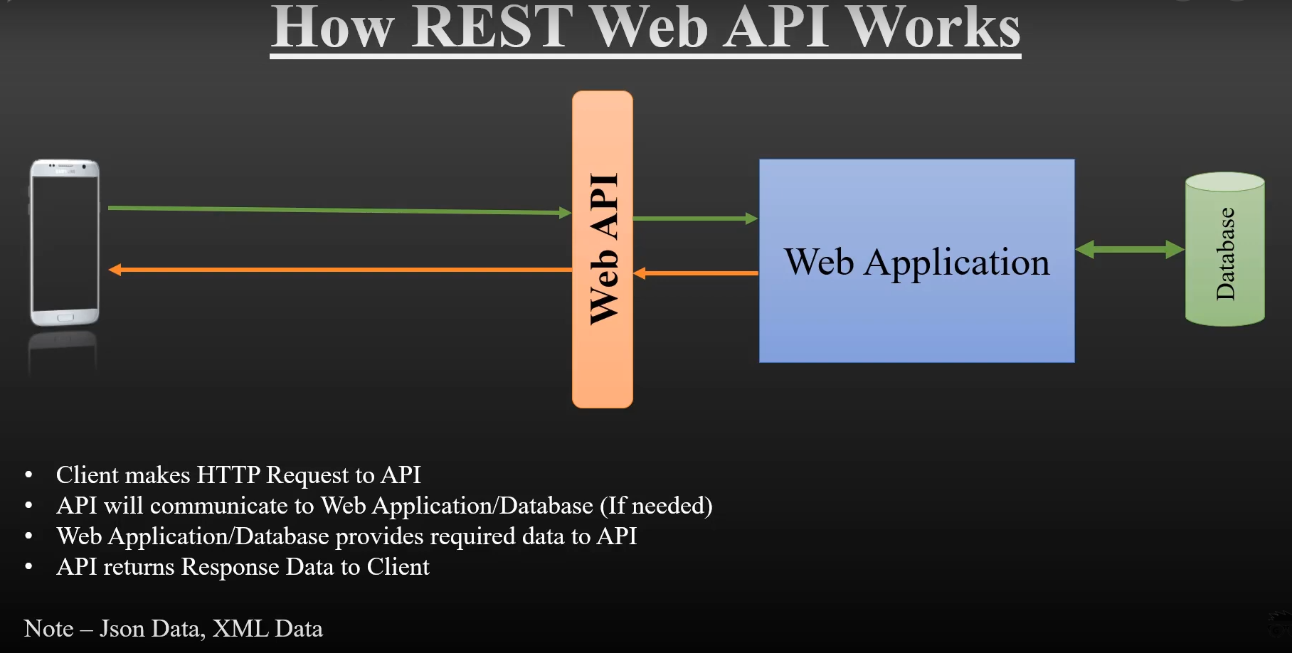 How REST Web API Works
Web API
Web Application
Database
• Client makes HTTP Request to API
• API will communicate to Web Application/Database (If needed)
• Web Application/Database provides required data to API
• API returns Response Data to Client
Note – Json Data, XML Data